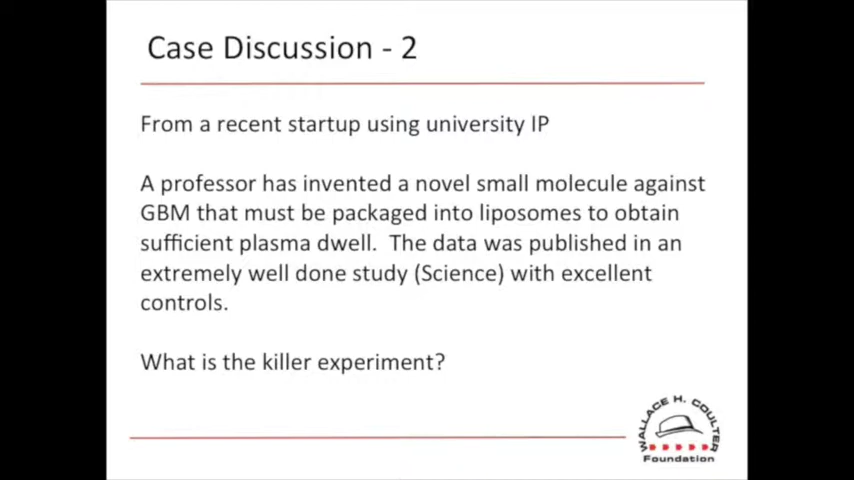 Case Discussion - 2
From a recent startup using university IP
A professor has invented a novel small molecule against
GBM that must be packaged into liposomes to obtain
sufficient plasma dwell. The data was published in an
extremely well done study (Science) with excellent
controls.
What is the killer experiment?
WALLACE H. COULTER
Foundation